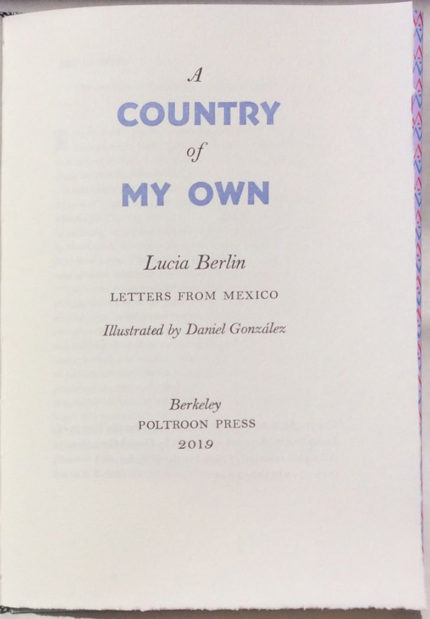 A
COUNTRY
of
MY OWN
Lucia Berlin
LETTERS FROM MEXICO
Illustrated by Daniel González
Berkeley
POLTROON PRESS
2019